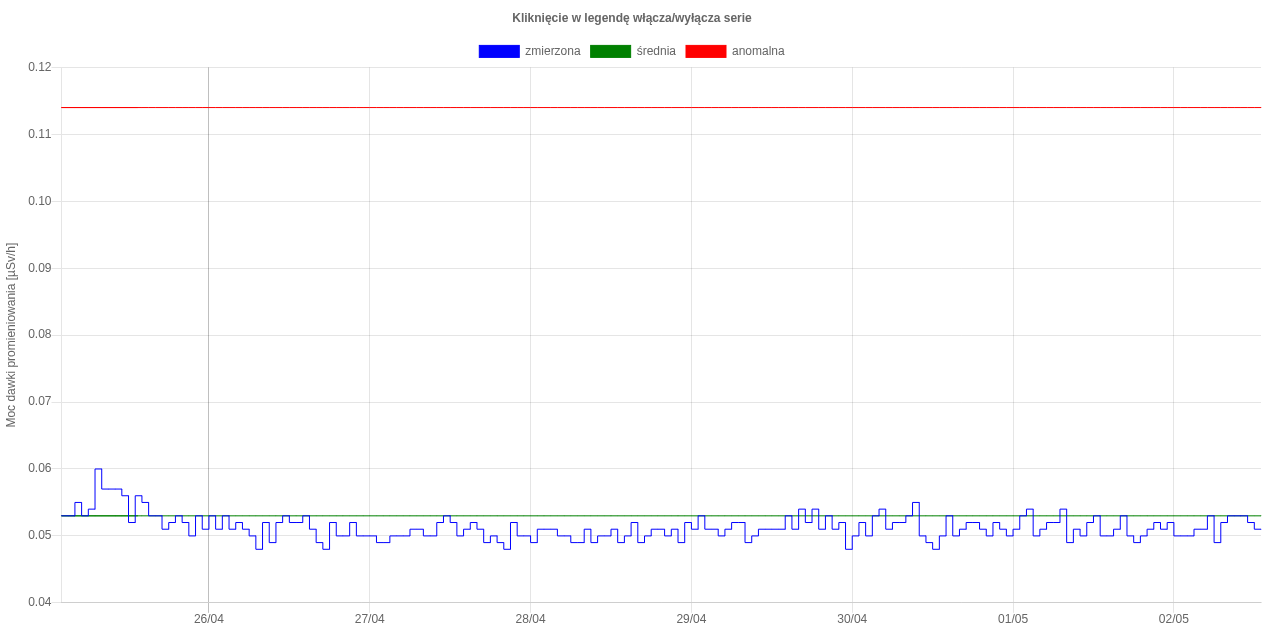 Kliknięcie w legendę włącza/wyłącza serie
zmierzona średnia anomalna
Moc dawki promieniowania [µSv/h]
0.12
0.11
0.10
0.09
0.08
0.07
0.06
0.05
0.04
26/04 27/04 28/04 29/04 30/04 01/05 02/05